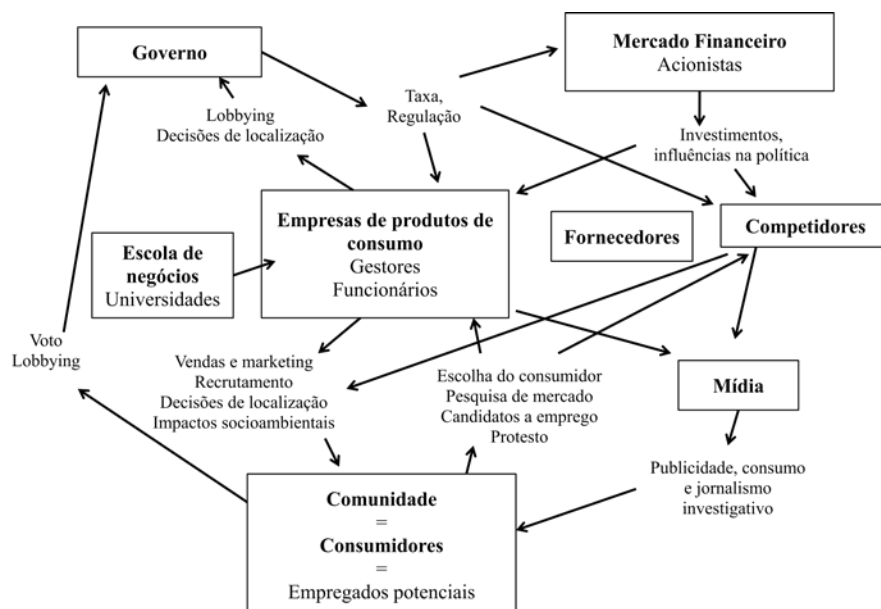 Governo
Mercado Financeiro
Acionistas
Lobbying
Decisões de localização
Taxa,
Regulação
Investimentos,
influências na política
Empresas de produtos de
consumo
Gestores
Funcionários
Fornecedores
Competidores
Escola de
negócios
Universidades
Voto
Lobbying
Vendas e marketing
Recrutamento
Decisões de localização
Impactos socioambientais
Escolha do consumidor
Pesquisa de mercado
Candidatos a emprego
Protesto
Mídia
Publicidade, consumo
e jornalismo
investigativo
Comunidade
=
Consumidores
=
Empregados potenciais